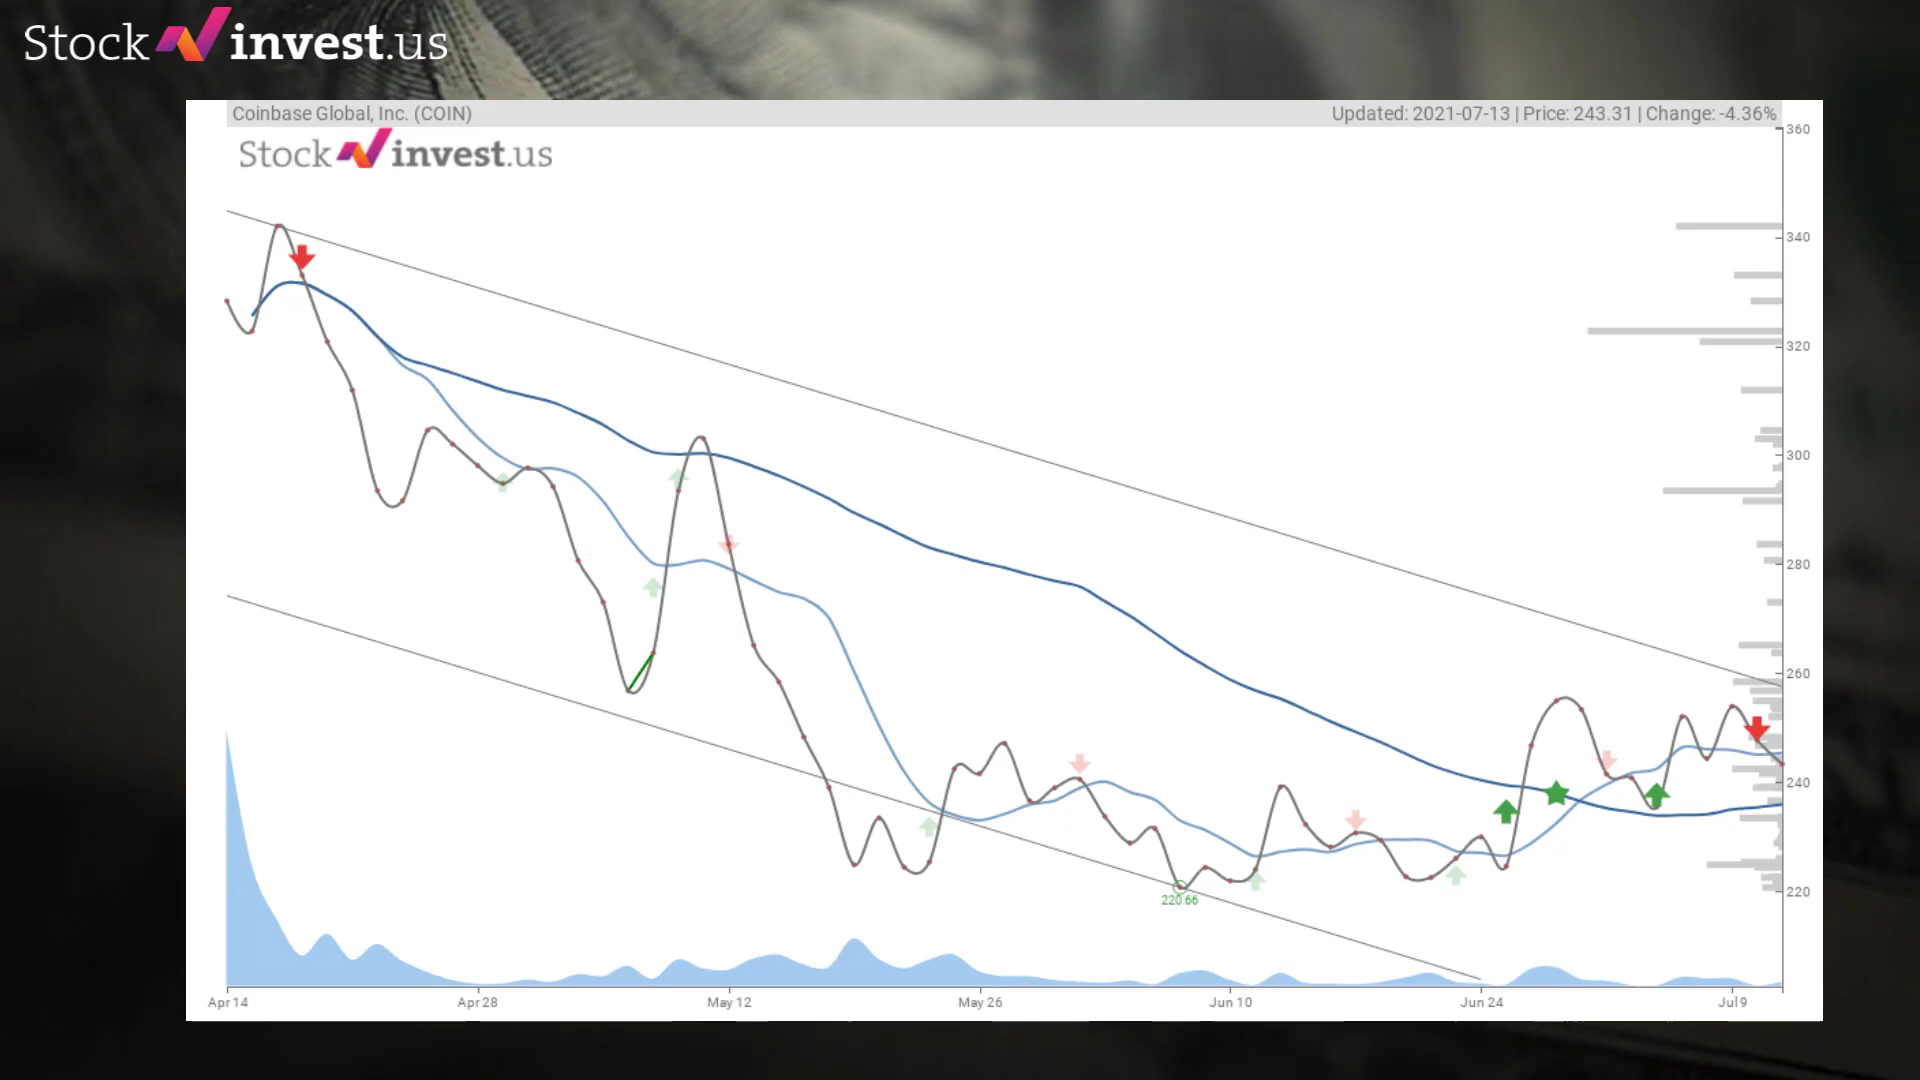 Stock invest.us
Coinbase Global, Inc. (COIN)
Updated: 2021-07-13 | Price: 243.31 | Change: -4.36%
Stock invest.us
360
340
320
300
280
260
240
220
220.66
Apr 14
Apr 28
May 12
May 26
Jun 10
Jun 24
Jul 9